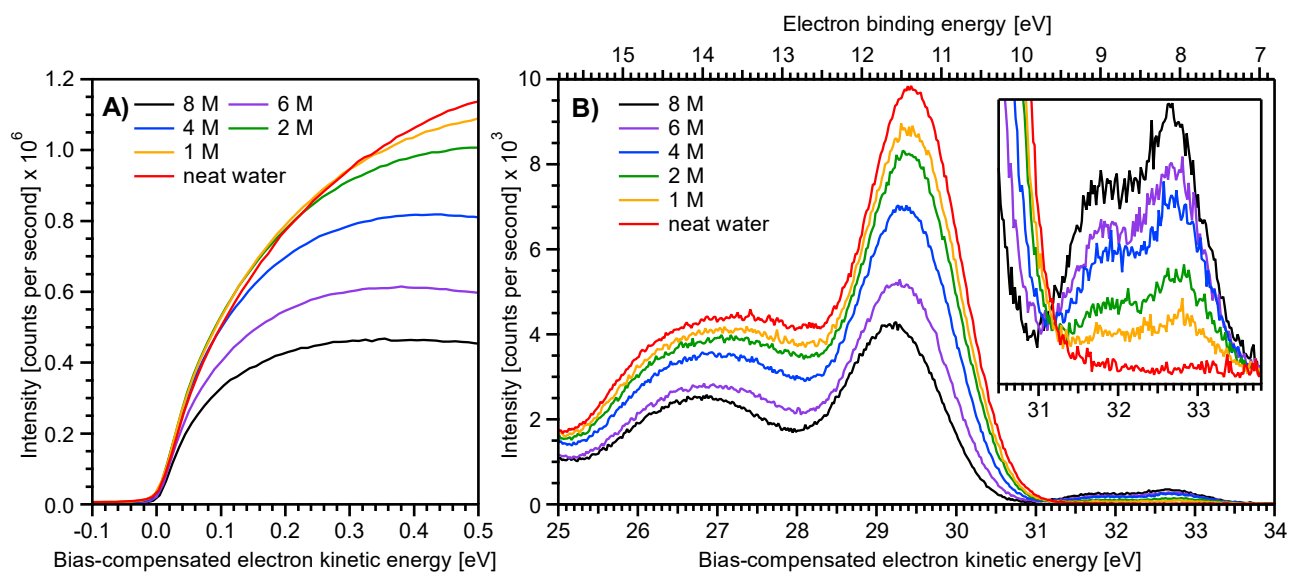 A)
8 M
6 M
4 M
2 M
1 M
neat water
Intensity [counts per second] x 10⁶
1.2
1.0
0.8
0.6
0.4
0.2
0.0
-0.1 0.0 0.1 0.2 0.3 0.4 0.5
Bias-compensated electron kinetic energy [eV]
Electron binding energy [eV]
15 14 13 12 11 10 9 8 7
B)
8 M
6 M
4 M
2 M
1 M
neat water
Intensity [counts per second] x 10³
10
8
6
4
2
0
31 32 33
25 26 27 28 29 30 31 32 33 34
Bias-compensated electron kinetic energy [eV]